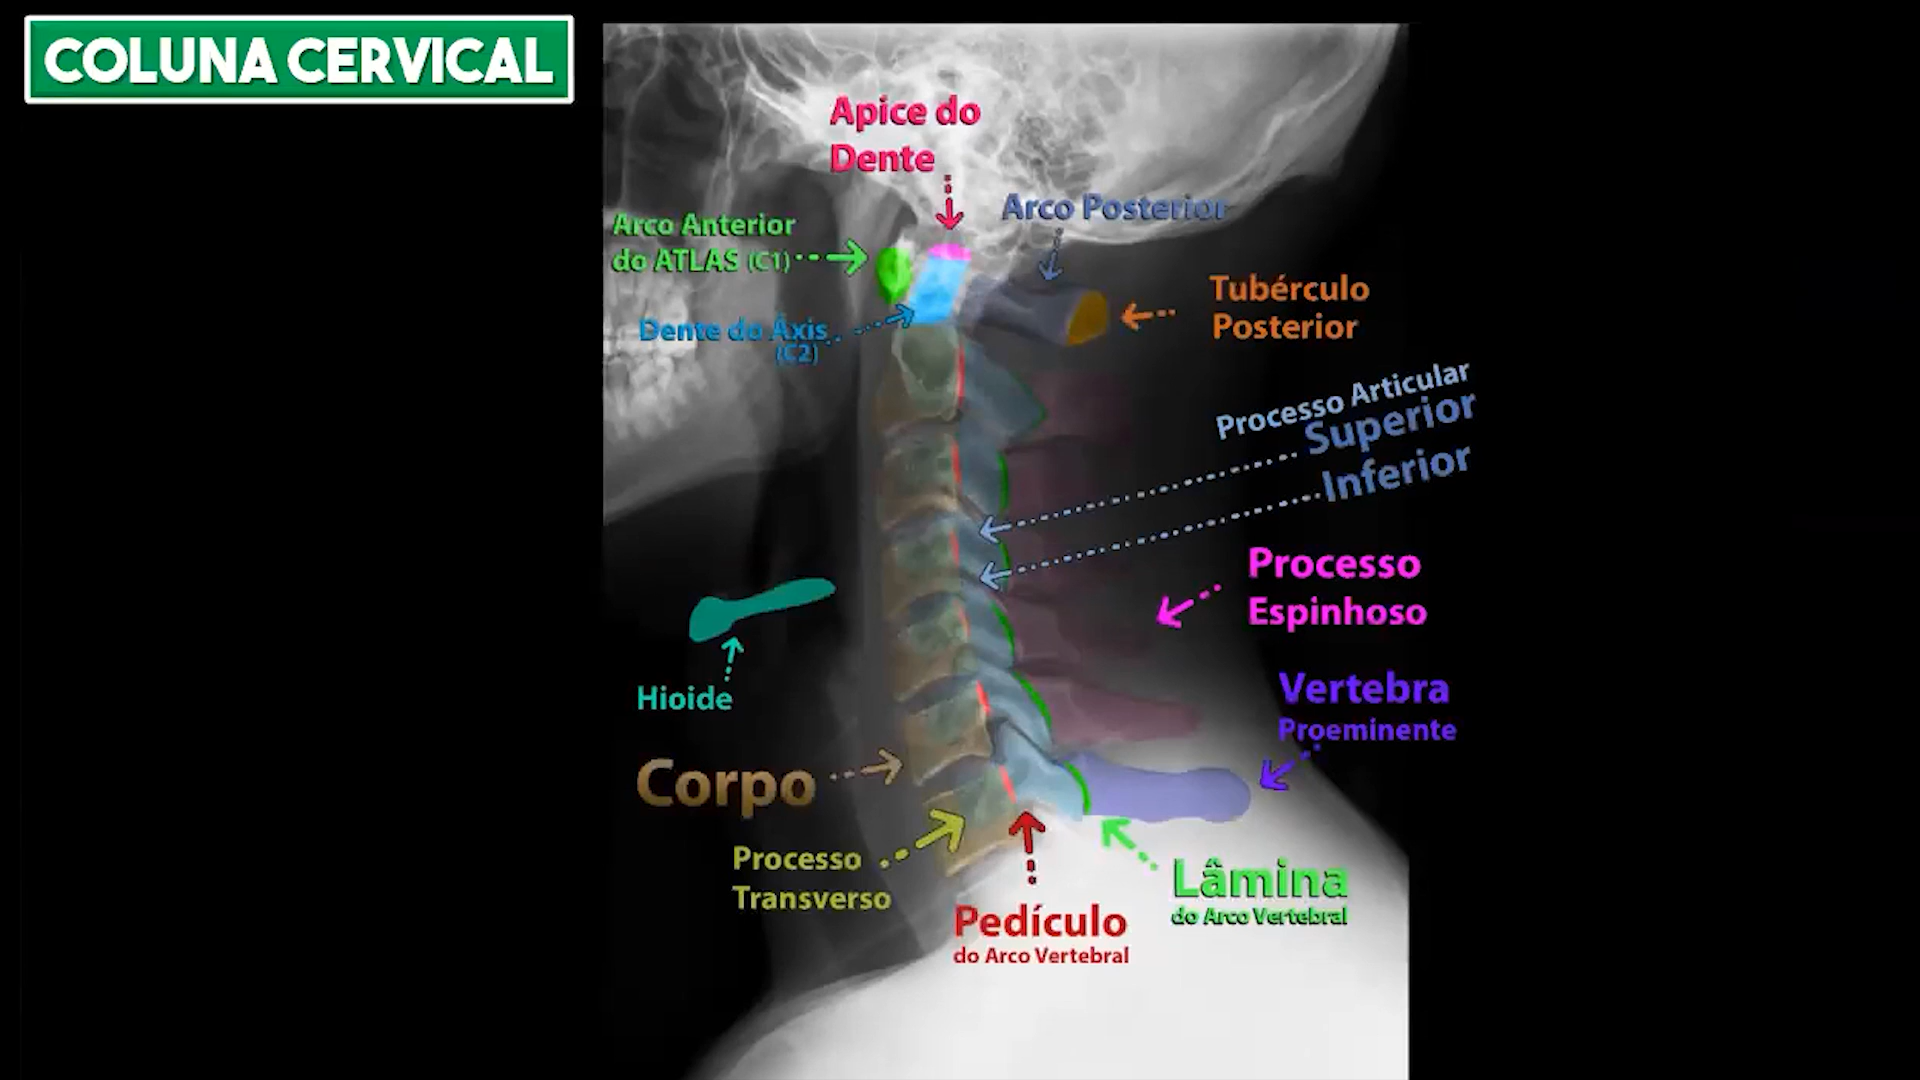 COLUNA CERVICAL
Apice do
Dente
Arco Posterior
Arco Anterior
do ATLAS (C1)
Tubérculo
Posterior
Dente do Áxis
(C2)
Processo Articular
Superior
Inferior
Processo
Espinhoso
Hioide
Vertebra
Proeminente
Corpo
Processo
Transverso
Lâmina
do Arco Vertebral
Pedículo
do Arco Vertebral